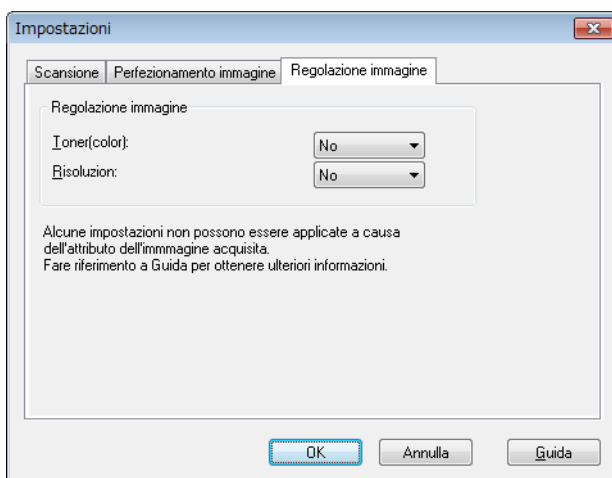 Impostazioni
Scansione Perfezionamento immagine Regolazione immagine
Regolazione immagine
Toner(color): No
Risoluzion: No
Alcune impostazioni non possono essere applicate a causa
dell'attributo dell'immmagine acquisita.
Fare riferimento a Guida per ottenere ulteriori informazioni.
OK Annulla Guida